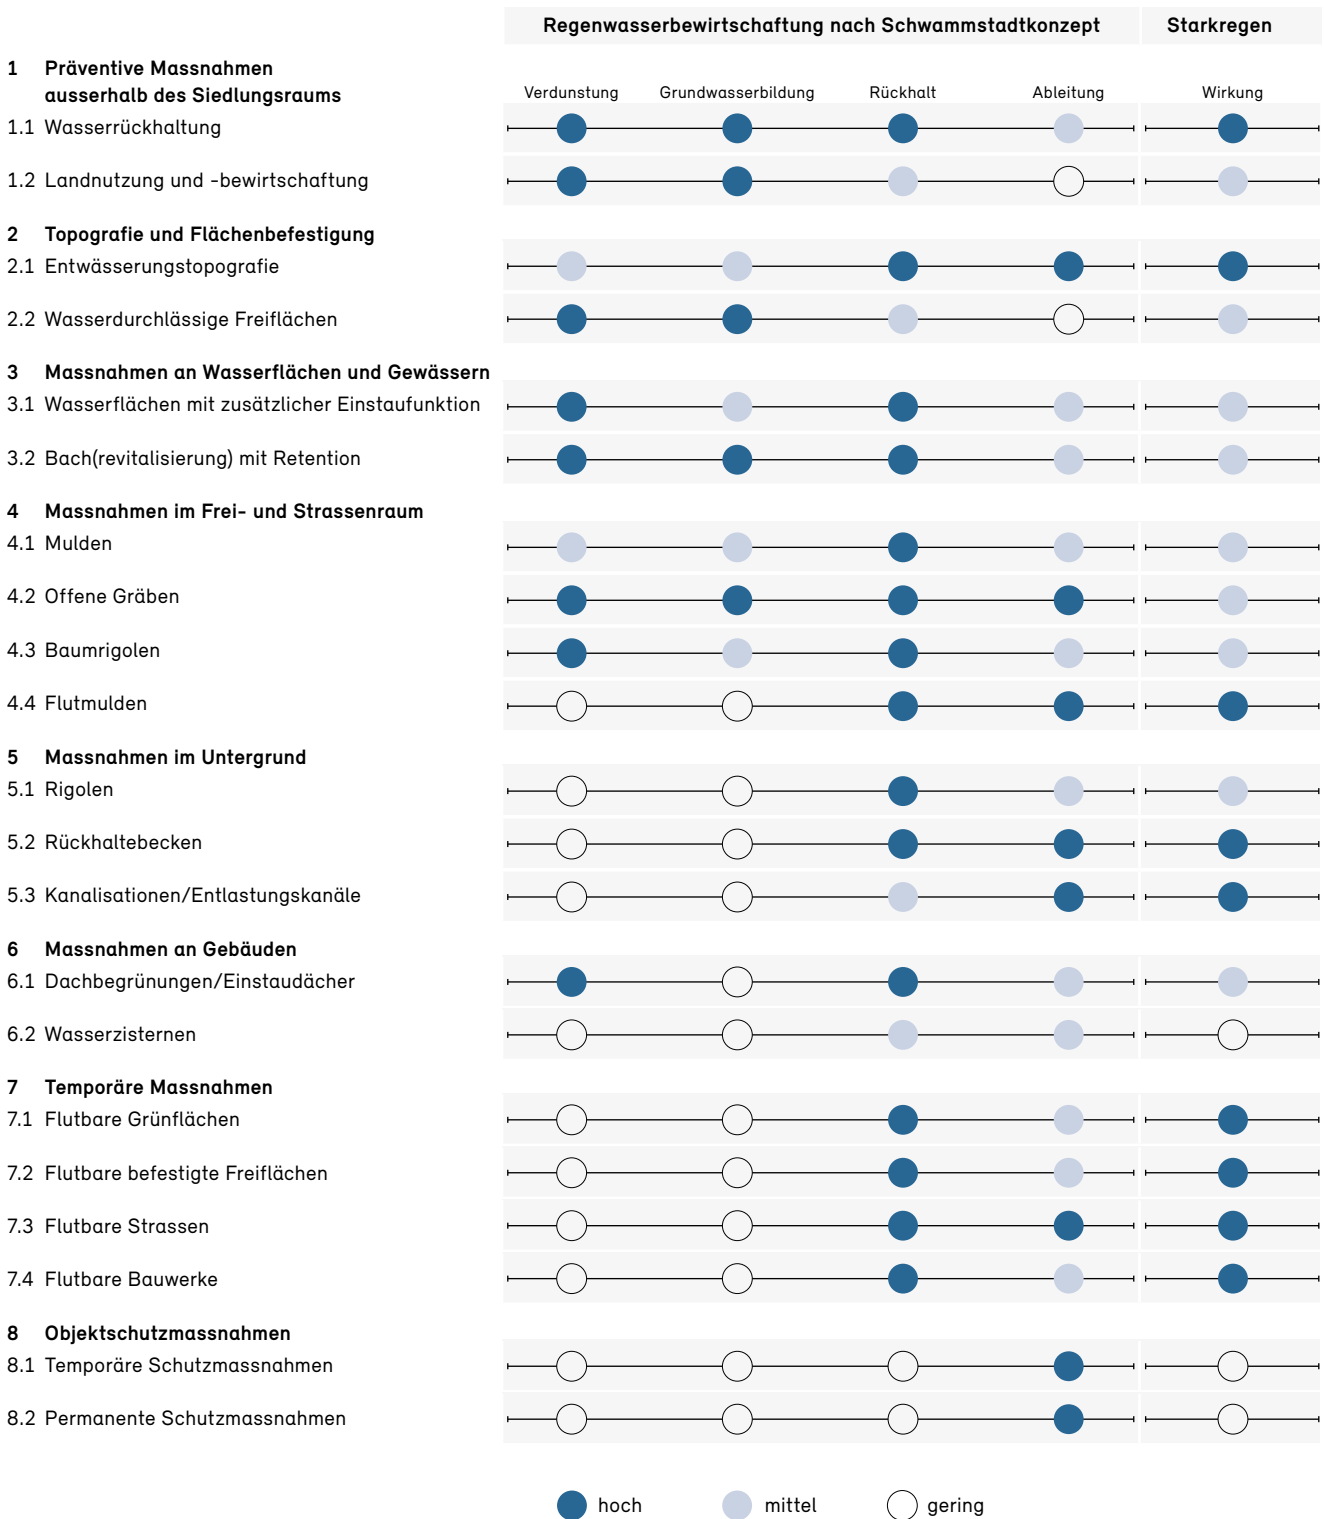 Regenwasserbewirtschaftung nach Schwammstadtkonzept Starkregen
1 Präventive Massnahmen
ausserhalb des Siedlungsraums
Verdunstung Grundwasserbildung Rückhalt Ableitung Wirkung
1.1 Wasserrückhaltung
1.2 Landnutzung und -bewirtschaftung
2 Topografie und Flächenbefestigung
2.1 Entwässerungstopografie
2.2 Wasserdurchlässige Freiflächen
3 Massnahmen an Wasserflächen und Gewässern
3.1 Wasserflächen mit zusätzlicher Einstaufunktion
3.2 Bach(revitalisierung) mit Retention
4 Massnahmen im Frei- und Strassenraum
4.1 Mulden
4.2 Offene Gräben
4.3 Baumrigolen
4.4 Flutmulden
5 Massnahmen im Untergrund
5.1 Rigolen
5.2 Rückhaltebecken
5.3 Kanalisationen/Entlastungskanäle
6 Massnahmen an Gebäuden
6.1 Dachbegrünungen/Einstaudächer
6.2 Wasserzisternen
7 Temporäre Massnahmen
7.1 Flutbare Grünflächen
7.2 Flutbare befestigte Freiflächen
7.3 Flutbare Strassen
7.4 Flutbare Bauwerke
8 Objektschutzmassnahmen
8.1 Temporäre Schutzmassnahmen
8.2 Permanente Schutzmassnahmen
hoch mittel gering